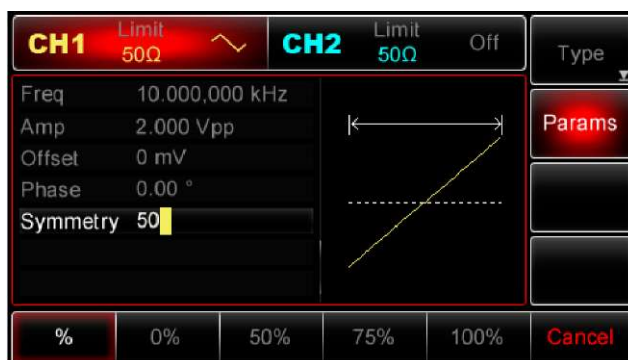 CH1 Limit 50Ω CH2 Limit 50Ω Off
Type
Freq 10.000,000 kHz
Amp 2.000 Vpp
Offset 0 mV
Phase 0.00 °
Symmetry 50
Params
% 0% 50% 75% 100% Cancel